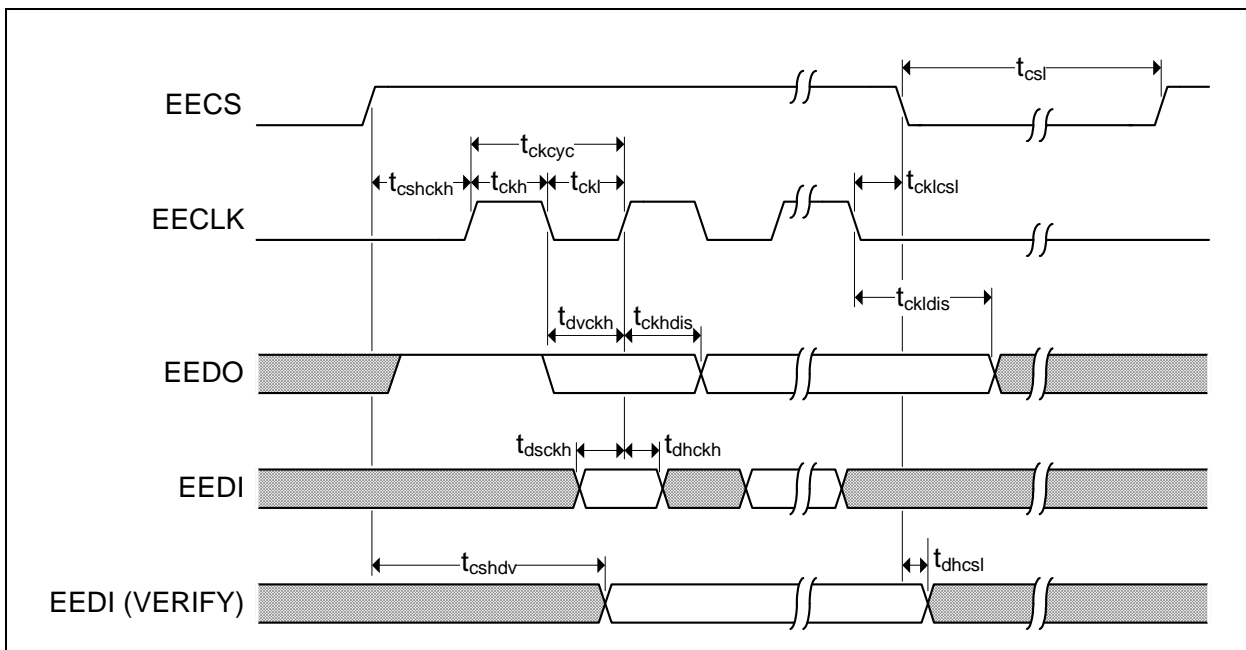 EECS
t_csl
t_ckcyc
t_cshckh
t_ckh
t_ckl
t_cklcsl
EECLK
t_ckldis
t_dvckh
t_ckhdis
EEDO
t_dsckh
t_dhckh
EEDI
t_cshdv
t_dhcsl
EEDI (VERIFY)